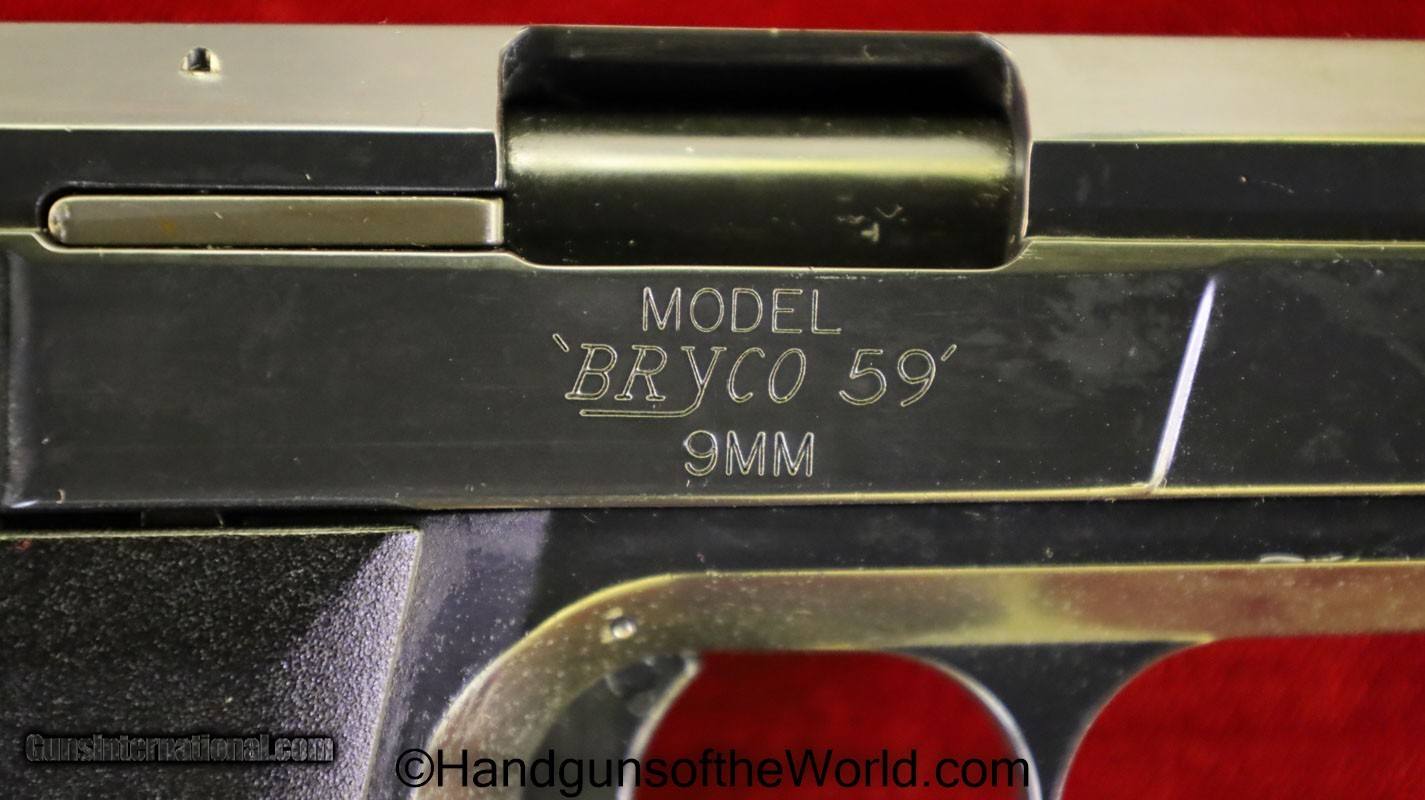 MODEL
'BRYCO 59'
9MM
GunsInternational.com
©HandgunsoftheWorld.com